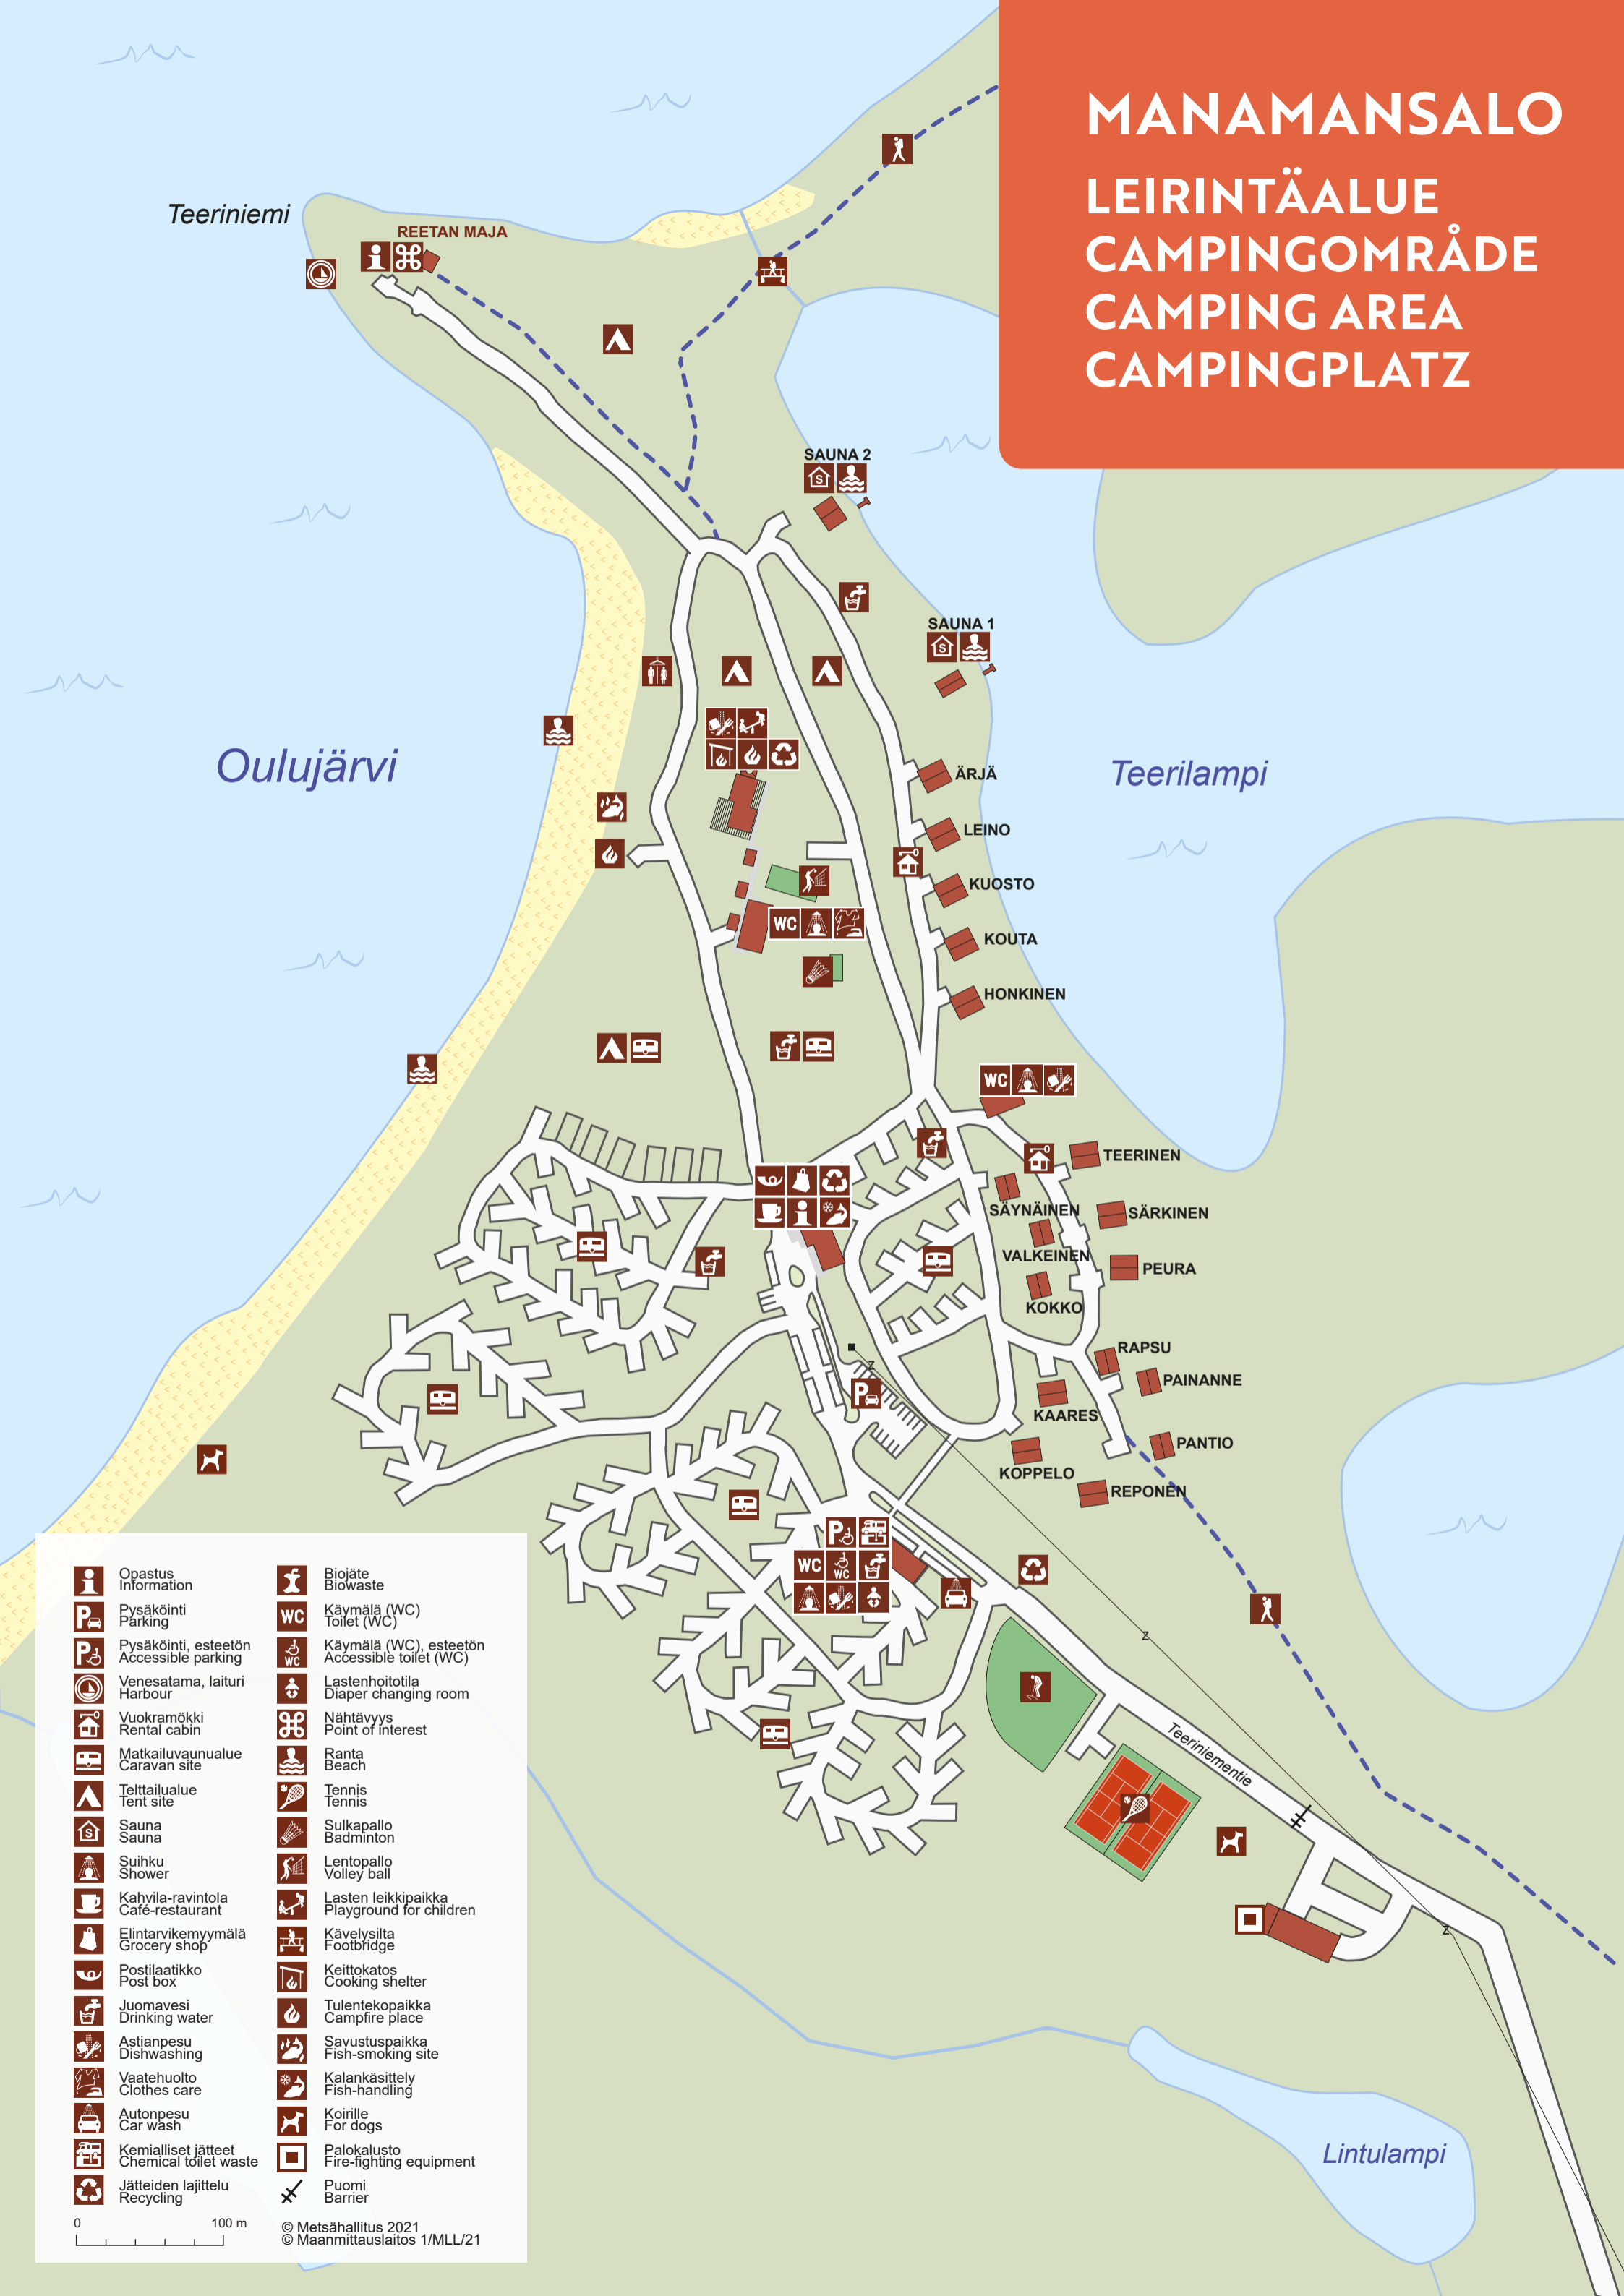 MANAMANSALO
LEIRINTÄALUE
CAMPINGOMRÅDE
CAMPING AREA
CAMPINGPLATZ
Teeriniemi
REETAN MAJA
SAUNA 2
S
SAUNA 1
S
Oulujärvi
Teerilampi
ÄRJÄ
LEINO
KUOSTO
WC
KOUTA
HONKINEN
WC
TEERINEN
SÄYNÄINEN
SÄRKINEN
VALKEINEN
PEURA
KOKKO
RAPSU
Z
P
PAINANNE
KAARES
PANTIO
KOPPELO
REPONEN
P
WC
WC
Z
Teeriniementie
Z
Lintulampi
Opastus
Information
P
Pysäköinti
Parking
P
Pysäköinti, esteetön
Accessible parking
Venesatama, laituri
Harbour
Vuokramökki
Rental cabin
Matkailuvaunualue
Caravan site
Telttailualue
Tent site
S
Sauna
Sauna
Suihku
Shower
Kahvila-ravintola
Café-restaurant
Elintarvikemyymälä
Grocery shop
Postilaatikko
Post box
Juomavesi
Drinking water
Astianpesu
Dishwashing
Vaatehuolto
Clothes care
Autonpesu
Car wash
Kemialliset jätteet
Chemical toilet waste
Jätteiden lajittelu
Recycling
0 100 m
Biojäte
Biowaste
WC
Käymälä (WC)
Toilet (WC)
WC
Käymälä (WC), esteetön
Accessible toilet (WC)
Lastenhoitotila
Diaper changing room
Nähtävyys
Point of interest
Ranta
Beach
Tennis
Tennis
Sulkapallo
Badminton
Lentopallo
Volley ball
Lasten leikkipaikka
Playground for children
Kävelysilta
Footbridge
Keittokatos
Cooking shelter
Tulentekopaikka
Campfire place
Savustuspaikka
Fish-smoking site
Kalankäsittely
Fish-handling
Koirille
For dogs
Palokalusto
Fire-fighting equipment
Puomi
Barrier
© Metsähallitus 2021
© Maanmittauslaitos 1/MLL/21